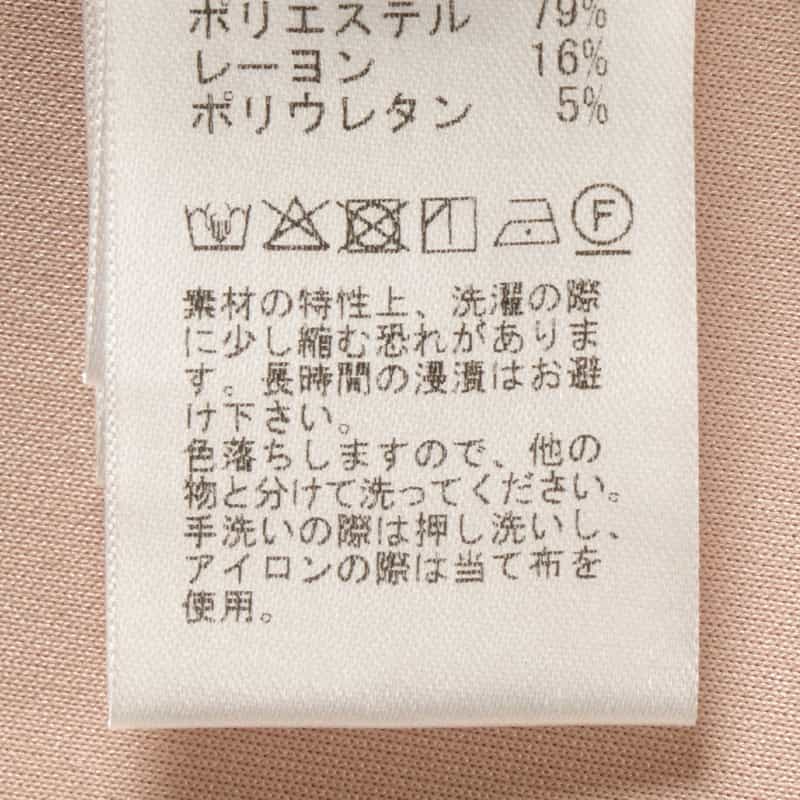 ポリエステル 79%
レーヨン 16%
ポリウレタン 5%
F
素材の特性上、洗濯の際
に少し縮む恐れがありま
す。長時間の浸漬はお避
け下さい。
色落ちしますので、他の
物と分けて洗ってください。
手洗いの際は押し洗いし、
アイロンの際は当て布を
使用。